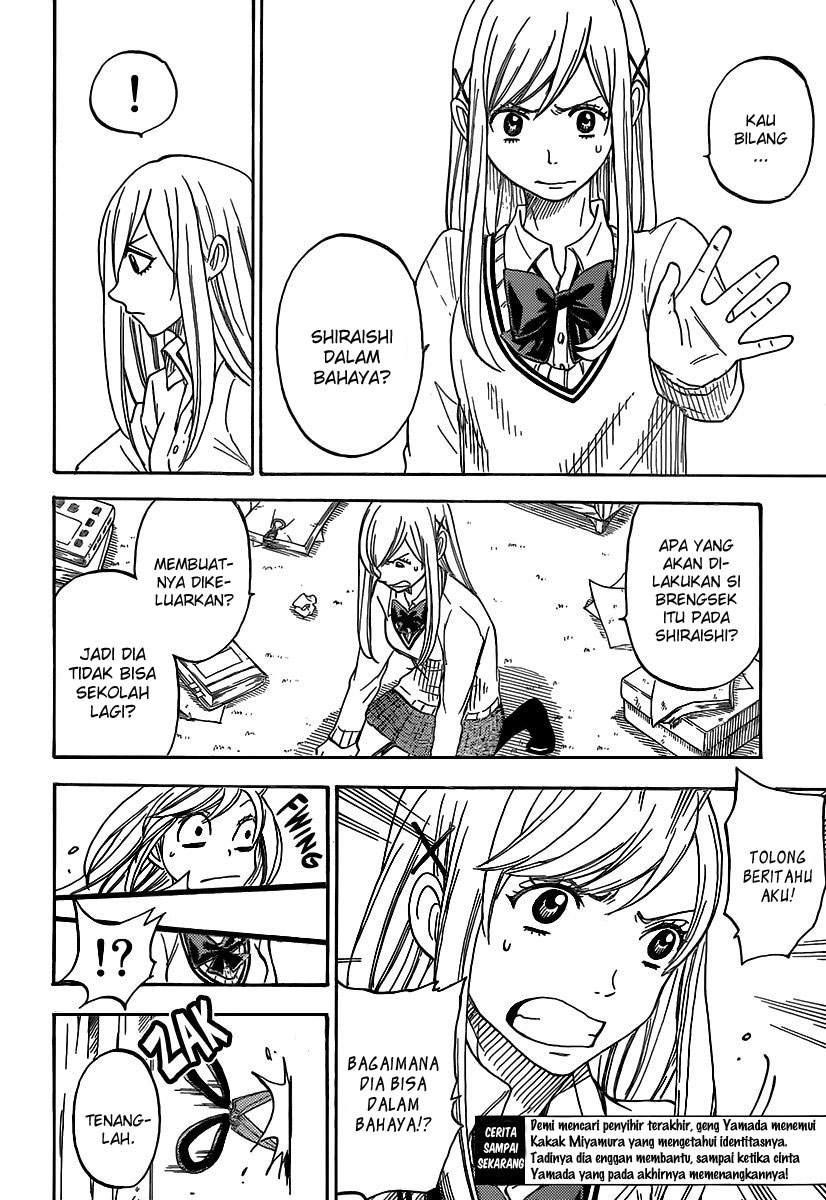 KAU
BILANG
...
SHIRAISHI
DALAM
BAHAYA?
!
APA YANG
AKAN DI-
LAKUKAN SI
BRENGSEK
ITU PADA
SHIRAISHI?
MEMBUAT-
NYA DIKE-
LUARKAN?
JADI DIA
TIDAK BISA
SEKOLAH
LAGI?
TOLONG
BERITAHU
AKU!
BAGAIMANA
DIA BISA
DALAM
BAHAYA!?
CERITA
SAMPAI
SEKARANG
Demi mencari penyihir terakhir, geng Yamada menemui
Kakak Miyamura yang mengetahui identitasnya.
Tadinya dia enggan membantu, sampai ketika cinta
Yamada yang pada akhirnya memenangkannya!
FWING
!?
ZAK
TENANG-
LAH.